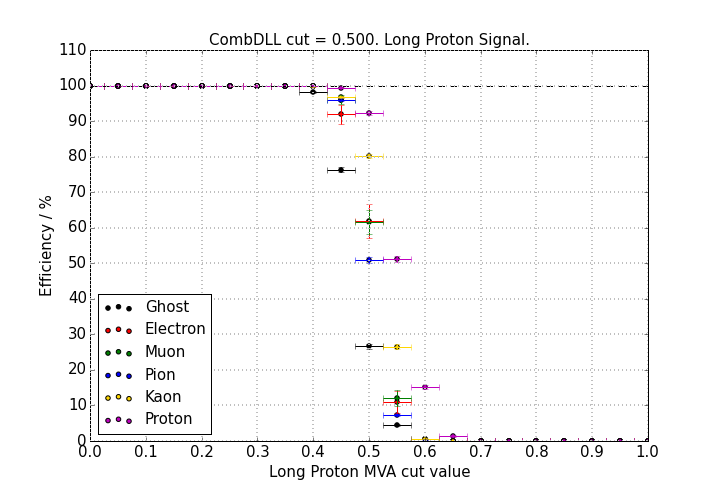 CombDLL cut = 0.500. Long Proton Signal.
110
100
90
80
70
60
50
40
30
20
10
0
Efficiency / %
Ghost
Electron
Muon
Pion
Kaon
Proton
0.0 0.1 0.2 0.3 0.4 0.5 0.6 0.7 0.8 0.9 1.0
Long Proton MVA cut value